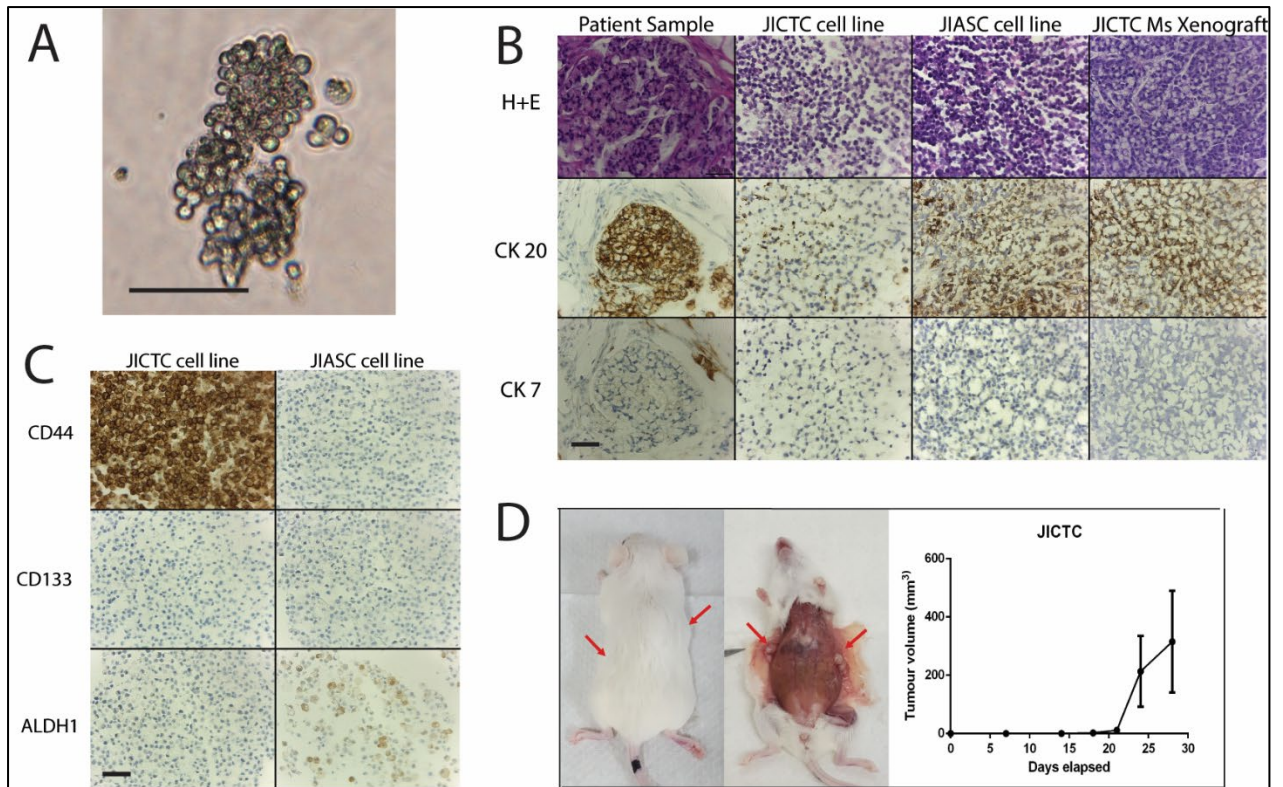 A
B
Patient Sample
JICTC cell line
JIASC cell line
JICTC Ms Xenograft
H+E
CK 20
CK 7
C
JICTC cell line
JIASC cell line
CD44
CD133
ALDH1
D
JICTC
Tumour volume (mm³)
600
400
200
0
0
5
10
15
20
25
30
Days elapsed